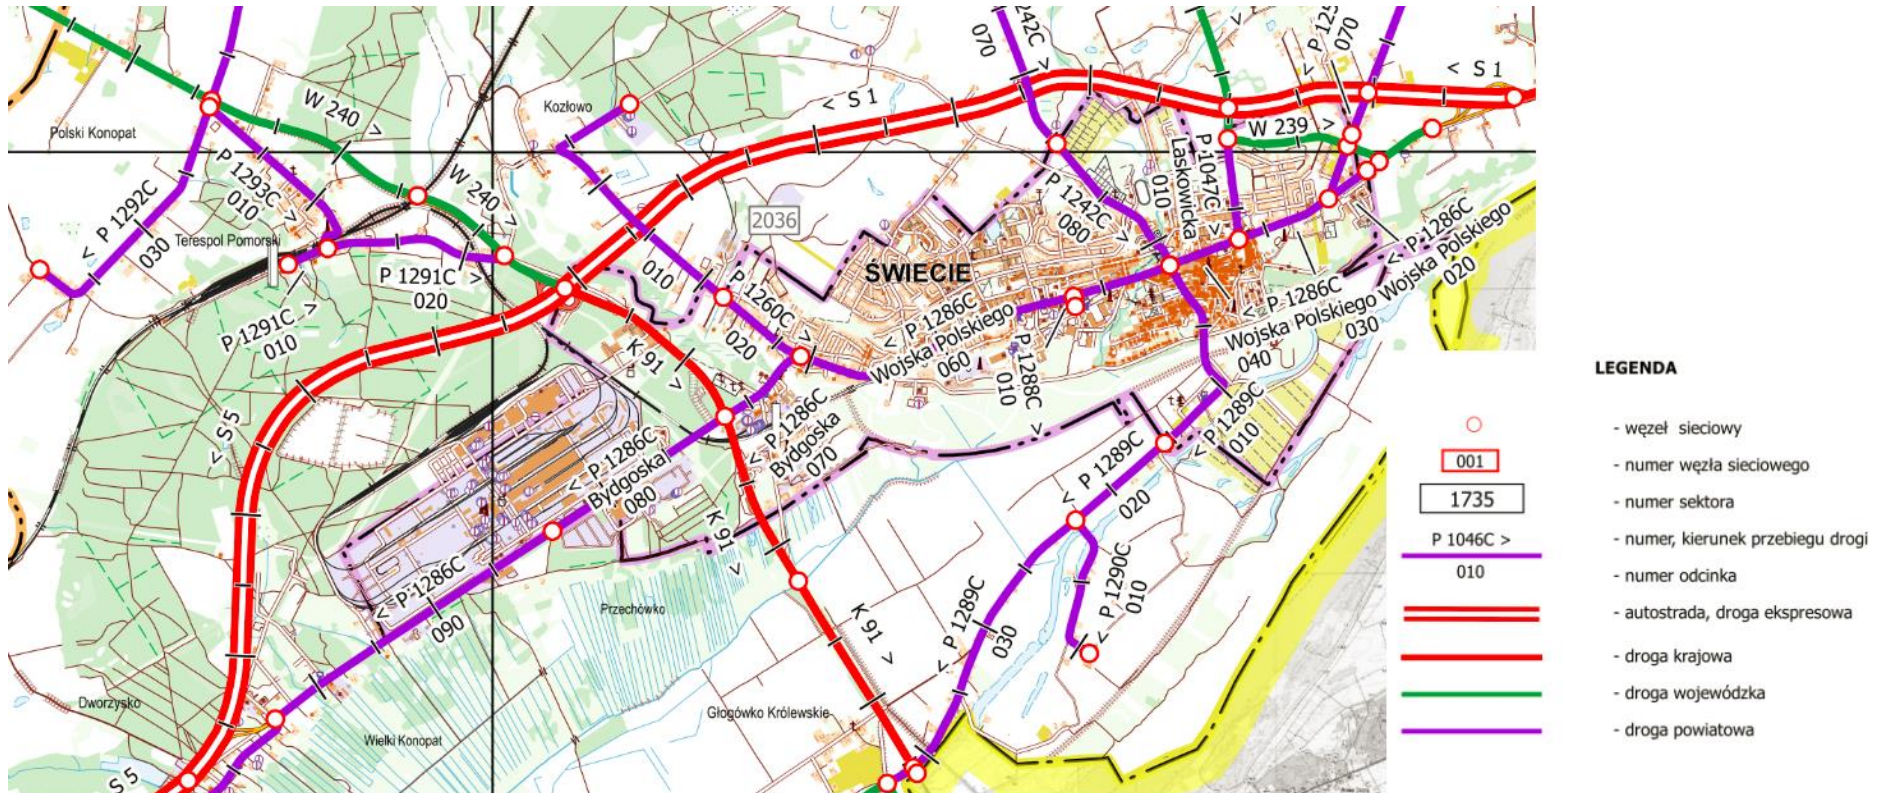 242C >
070
< P 125
070
< S 1
< S 1
W 240 >
Kozłowo
Polski Konopat
W 239 >
P 1293C >
010
W 240 >
P 1047C >
Laskowicka
010
< P 1292C
030
Terespol Pomorski
2036
P 1242C >
080
< P 1286C
Wojska Polskiego
020
P 1291C >
020
010
ŚWIECIE
P 1260C >
020
< P 1286C
Wojska Polskiego
030
P 1291C >
010
< P 1286C
Wojska Polskiego
060
Wojska Polskiego
040
K 91 >
P 1288C >
010
< S 5
< P 1286C
Bydgoska
070
< P 1289C
010
< P 1286C
Bydgoska
080
< P 1289C
020
K 91 >
< P 1286C
090
Przechówko
< P 1290C
010
K 91 >
< P 1289C
030
Dworzysko
Głogówko Królewskie
Wielki Konopat
S 5
LEGENDA
- węzeł sieciowy
001
- numer węzła sieciowego
1735
- numer sektora
P 1046C >
- numer, kierunek przebiegu drogi
010
- numer odcinka
- autostrada, droga ekspresowa
- droga krajowa
- droga wojewódzka
- droga powiatowa